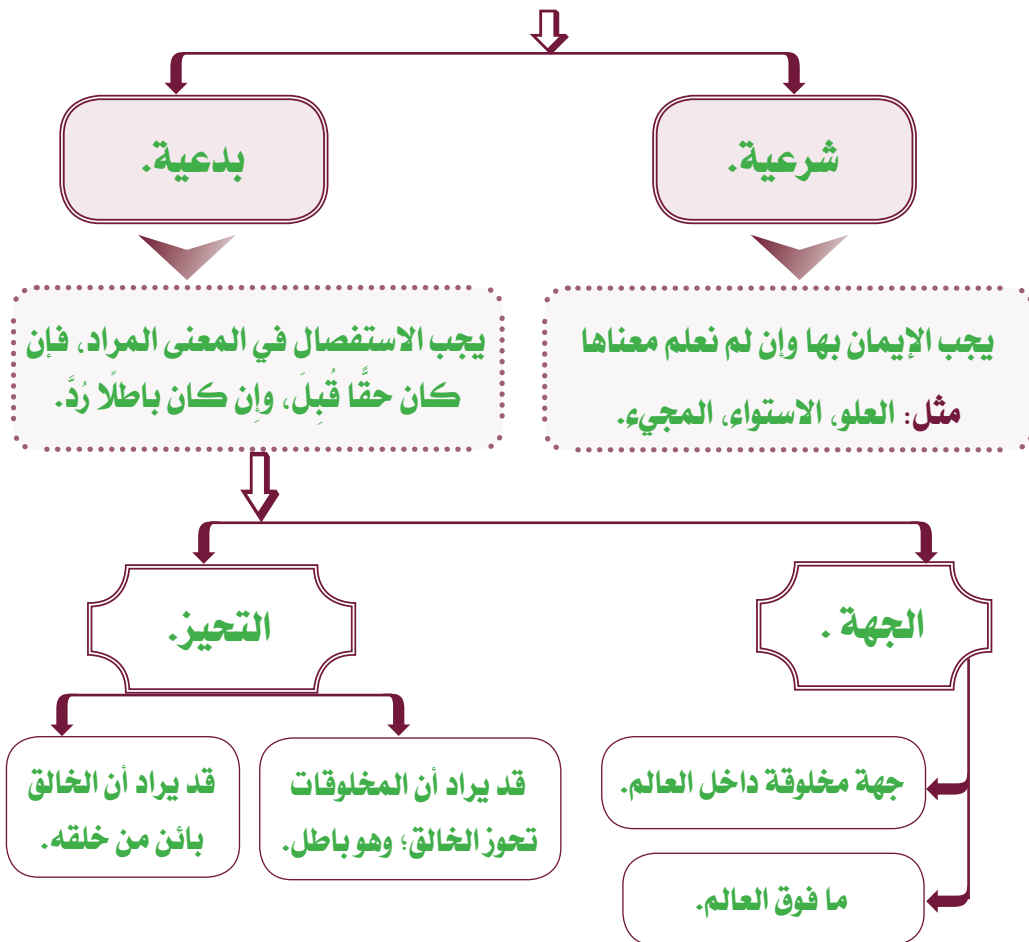 شرعية.
بدعية.
يجب الإيمان بها وإن لم نعلم معناها
مثل: العلو، الاستواء، المجيء.
يجب الاستفصال في المعنى المراد، فإن
كان حقًّا قُبِلَ، وإن كان باطلًا رُدَّ.
الجهة .
جهة مخلوقة داخل العالم.
ما فوق العالم.
التحيز.
قد يراد أن المخلوقات
تحوز الخالق؛ وهو باطل.
قد يراد أن الخالق
بائن من خلقه.